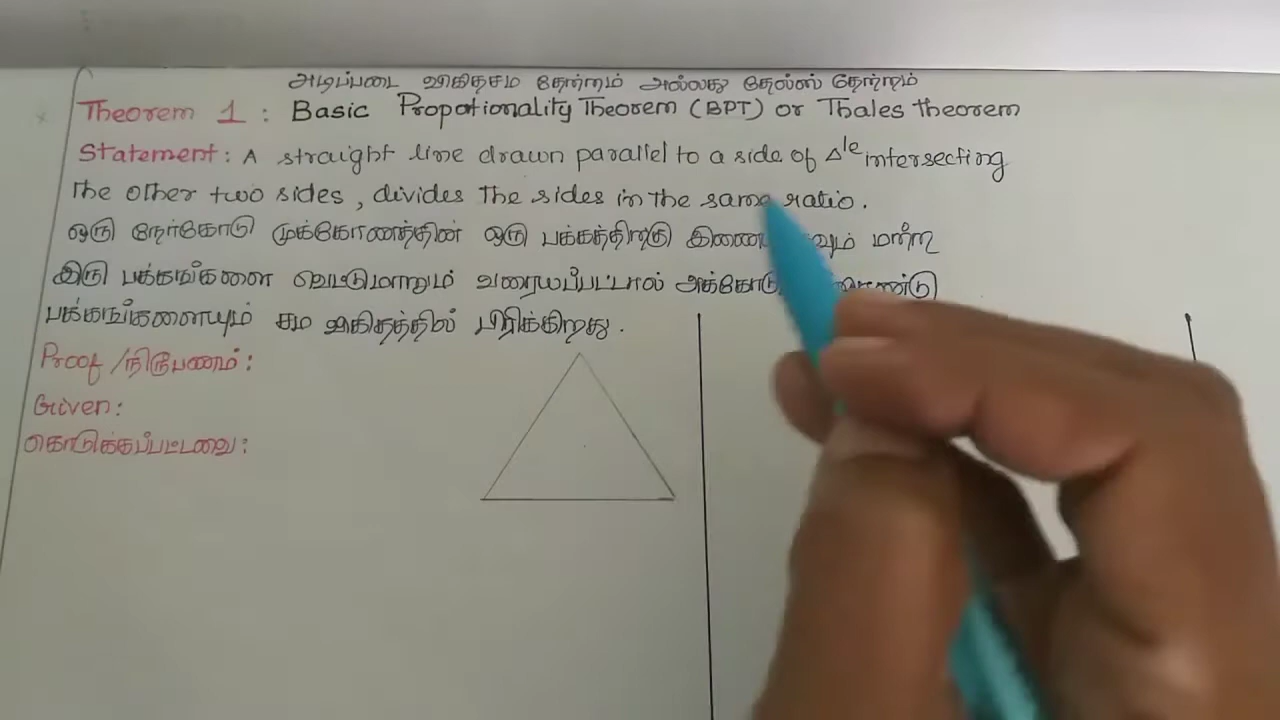 அடிப்படை விகிதசம தேற்றம் அல்லது தேல்ஸ் தேற்றம்
Theorem 1 : Basic Propotionality Theorem (BPT) or Thales theorem
Statement : A straight line drawn parallel to a side of Δle intersecting
the other two sides, divides the sides in the same ratio.
ஒரு நேர்கோடு முக்கோணத்தின் ஒரு பக்கத்திற்கு மற்ற
இரு பக்கங்களை வெட்டுமாறும் வரையப்பட்டால்
பக்கங்களையும் சம விகிதத்தில் பிரிக்கிறது.
Proof /நிரூபணம் :
Given :
கொடுக்கப்பட்டவை :